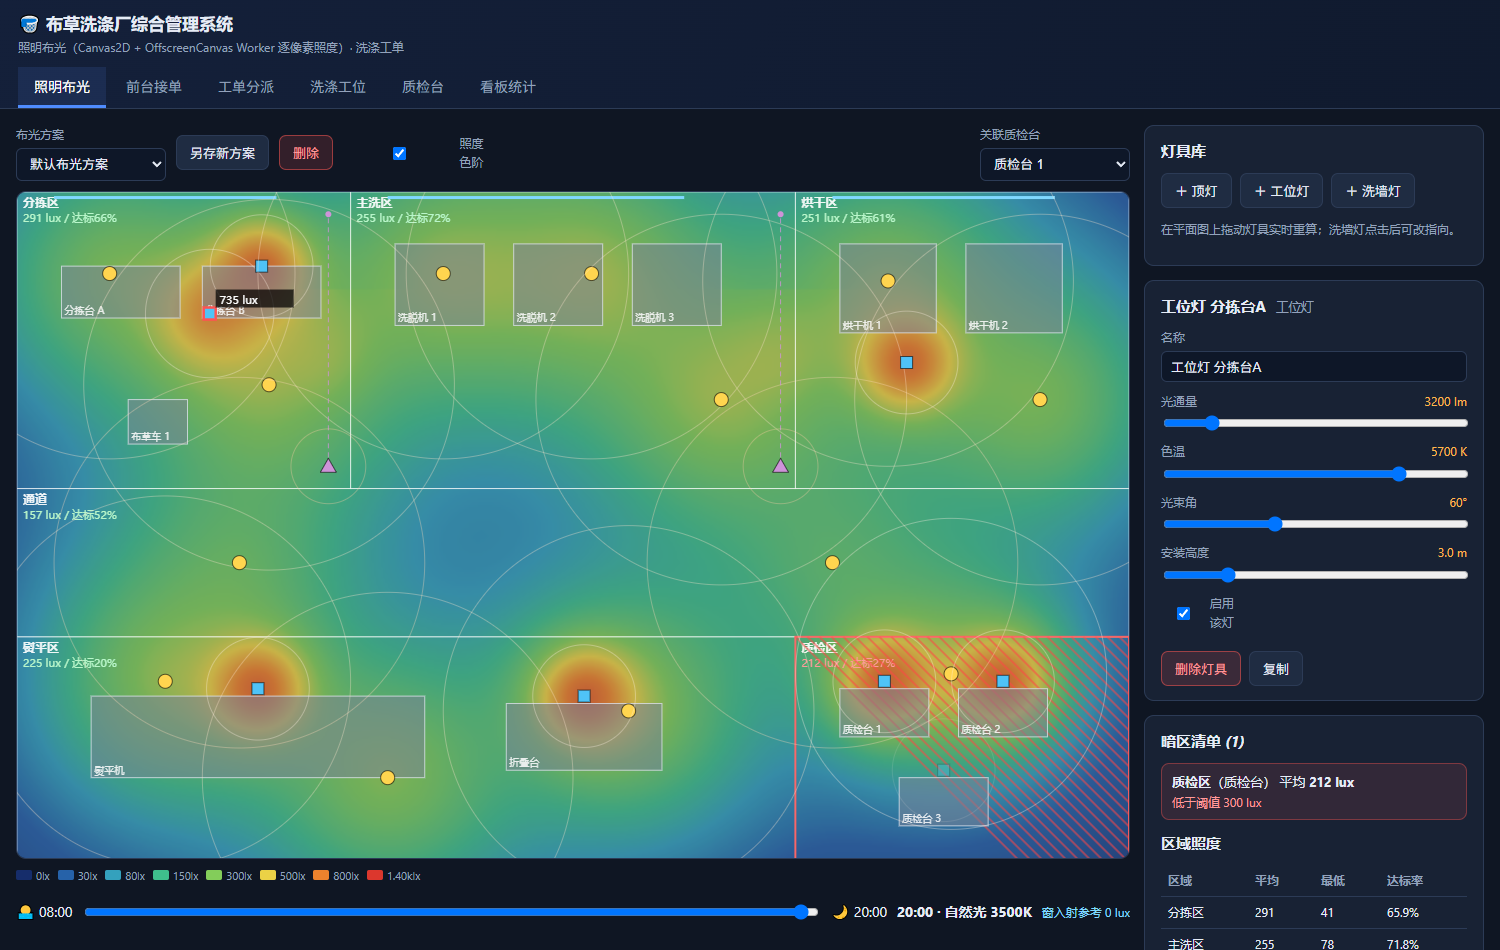 布草洗涤厂综合管理系统
照明布光（Canvas2D + OffscreenCanvas Worker 逐像素照度）· 洗涤工单
照明布光
前台接单
工单分派
洗涤工位
质检台
看板统计
布光方案
默认布光方案
另存新方案
删除
照度
色阶
关联质检台
质检台 1
分拣区
291 lux / 达标66%
主洗区
255 lux / 达标72%
烘干区
251 lux / 达标61%
735 lux
分拣台 A
拣台 B
洗脱机 1
洗脱机 2
洗脱机 3
烘干机 1
烘干机 2
布草车 1
通道
157 lux / 达标52%
熨平区
225 lux / 达标20%
质检区
212 lux / 达标27%
熨平机
折叠台
质检台 1
质检台 2
质检台 3
0lx
30lx
80lx
150lx
300lx
500lx
800lx
1.40klx
08:00
20:00
20:00 · 自然光 3500K
窗入射参考 0 lux
灯具库
＋ 顶灯
＋ 工位灯
＋ 洗墙灯
在平面图上拖动灯具实时重算；洗墙灯点击后可改指向。
工位灯 分拣台A 工位灯
名称
工位灯 分拣台A
光通量
3200 lm
色温
5700 K
光束角
60°
安装高度
3.0 m
启用
该灯
删除灯具
复制
暗区清单 (1)
质检区（质检台） 平均 212 lux
低于阈值 300 lux
区域照度
区域 平均 最低 达标率
分拣区 291 41 65.9%
主洗区 255 78 71.8%